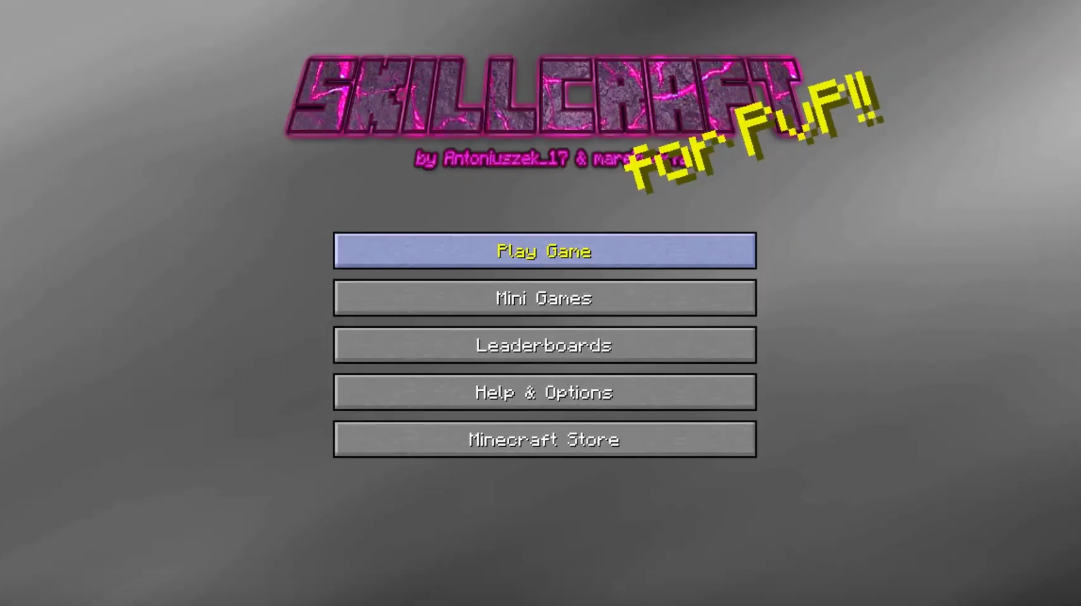 SKILLCRAFT
for PvP!!
by Antoniuszek_17 &
Play Game
Mini Games
Leaderboards
Help & Options
Minecraft Store